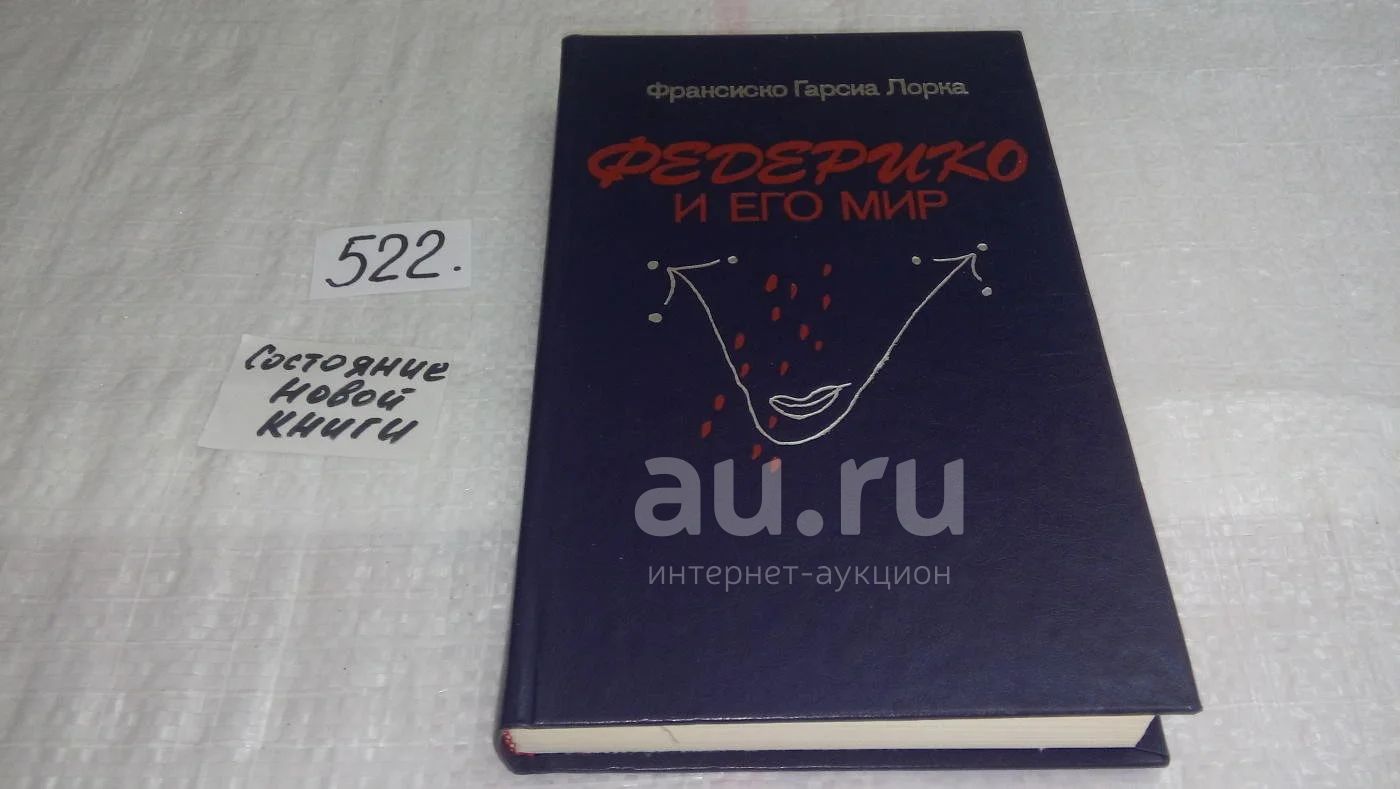 Франсиско Гарсиа Лорка
ФЕДЕРИКО
И ЕГО МИР
522.
Состояние
новой
книги
au.ru
интернет-аукцион